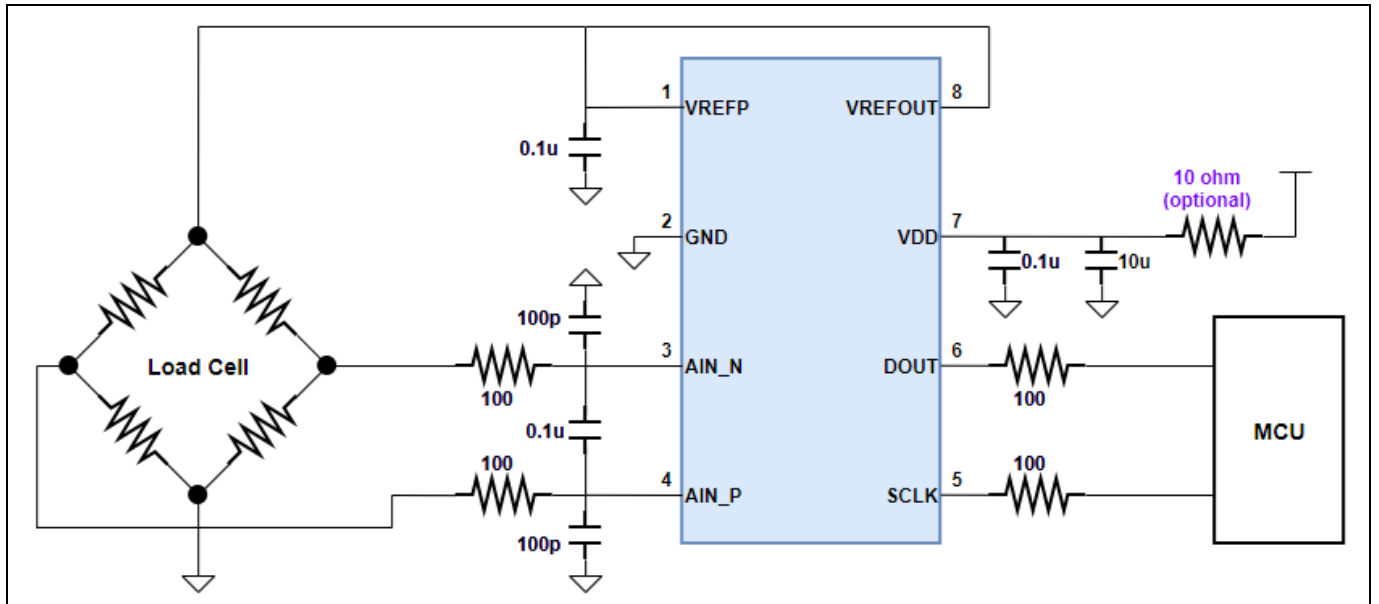 1
VREFP
VREFOUT
8
0.1u
10 ohm
(optional)
2
GND
VDD
7
0.1u
10u
100p
Load Cell
3
AIN_N
DOUT
6
100
100
0.1u
MCU
100
4
AIN_P
SCLK
5
100
100p